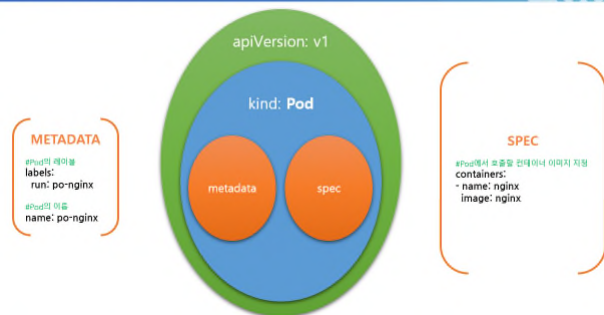 apiVersion: v1
kind: Pod
metadata
spec
METADATA
#Pod의 레이블
labels:
  run: po-nginx
#Pod의 이름
name: po-nginx
SPEC
#Pod에서 호출할 컨테이너 이미지 지정
containers:
- name: nginx
  image: nginx